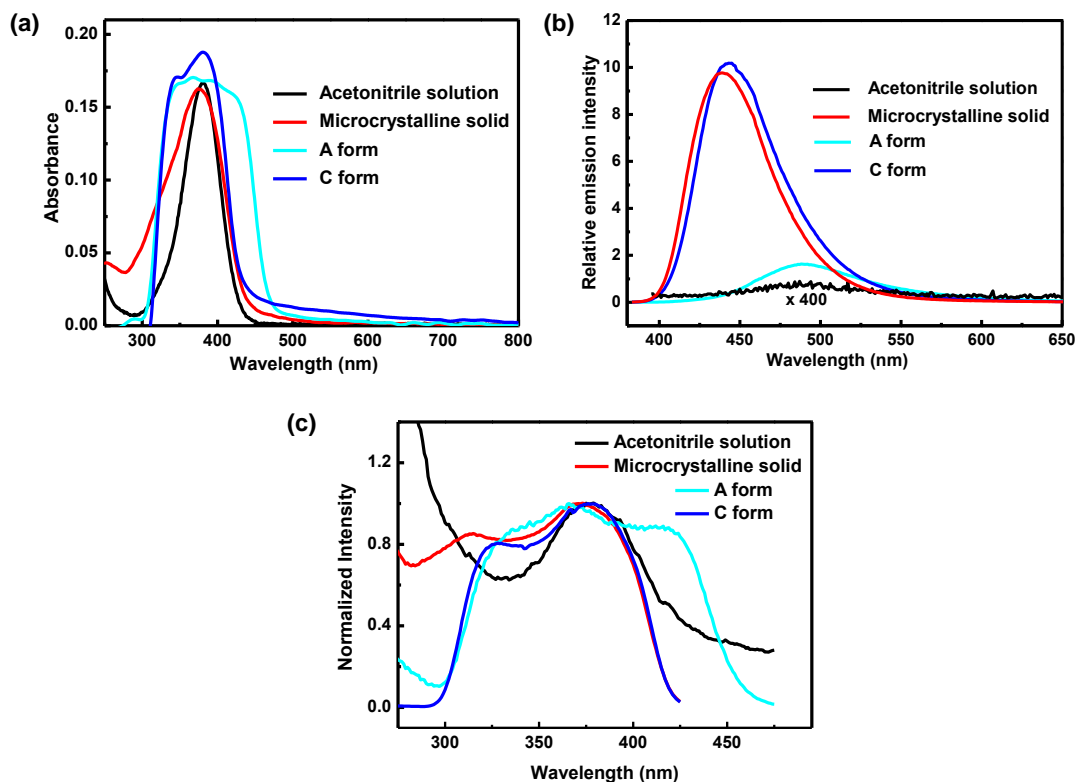 (a)
0.20
0.15
0.10
0.05
0.00
Absorbance
Acetonitrile solution
Microcrystalline solid
A form
C form
300 400 500 600 700 800
Wavelength (nm)
(b)
12
10
8
6
4
2
0
Relative emission intensity
Acetonitrile solution
Microcrystalline solid
A form
C form
x 400
400 450 500 550 600 650
Wavelength (nm)
(c)
1.2
0.8
0.4
0.0
Normalized Intensity
Acetonitrile solution
Microcrystalline solid
A form
C form
300 350 400 450
Wavelength (nm)